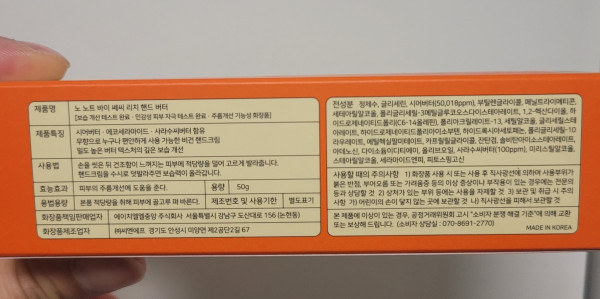 제품명 노 노트 바이 쎄씨 리치 핸드 버터
[보습 개선 테스트 완료 · 인감성 피부 자극 테스트 완료 · 주름개선 기능성 화장품]
제품특징 시어버터 · 에코세라마이드 · 사라수씨버터 함유
무향으로 누구나 편안하게 사용 가능한 비건 핸드크림
밀도 높은 버터 텍스처의 깊은 보습 개선
사용법 손을 씻은 뒤 건조함이 느껴지는 피부에 적당량을 덜어 고르게 발라줍니다.
핸드크림을 수시로 덧발라주면 보습력이 올라갑니다.
효능효과 피부의 주름개선에 도움을 준다. 용량 50g
용법용량 본품 적당량을 취해 피부에 골고루 펴 바른다. 제조번호 및 사용기한 별도표기
화장품책임판매업자 에이치엘엘중앙 주식회사 서울특별시 강남구 도산대로 156 (논현동)
화장품제조업자 ㈜씨앤에프 경기도 안성시 미양면 제2공단2길 67
전성분 정제수, 글리세린, 시어버터(50,018ppm), 부틸렌글라이콜, 페닐트라이메티콘,
세테아릴알코올, 폴리글리세릴-3메틸글루코오스다이스테아레이트, 1,2-헥산다이올, 하
이드로제네이티드폴리(C6-14올레핀), 폴리아크릴레이트-13, 세틸알코올, 글리세릴스테
아레이트, 하이드로제네이티드폴리아이소부텐, 하이드록시아세토페논, 폴리글리세릴-10
라우레이트, 에틸헥실팔미테이트, 카프릴릴글라이콜, 잔탄검, 솔비탄아이소스테아레이트,
아데노신, 다이소듐이디티에이, 올리브오일, 사라수씨버터(100ppm), 미리스틸알코올,
스테아릴알코올, 세라마이드엔피, 피토스핑고신
사용할 때의 주의사항 1) 화장품 사용 시 또는 사용 후 직사광선에 의하여 사용부위가
붉은 반점, 부어오름 또는 가려움증 등의 이상 증상이나 부작용이 있는 경우에는 전문의
등과 상담할 것 2) 상처가 있는 부위 등에는 사용을 자제할 것 3) 보관 및 취급 시 주의
사항 가) 어린이의 손이 닿지 않는 곳에 보관할 것 나) 직사광선을 피해서 보관할 것
본 제품에 이상이 있는 경우, 공정거래위원회 고시 "소비자 분쟁 해결 기준"에 의해 교환
또는 보상해 드립니다. (소비자 상담실 : 070-8691-2770) MADE IN KOREA